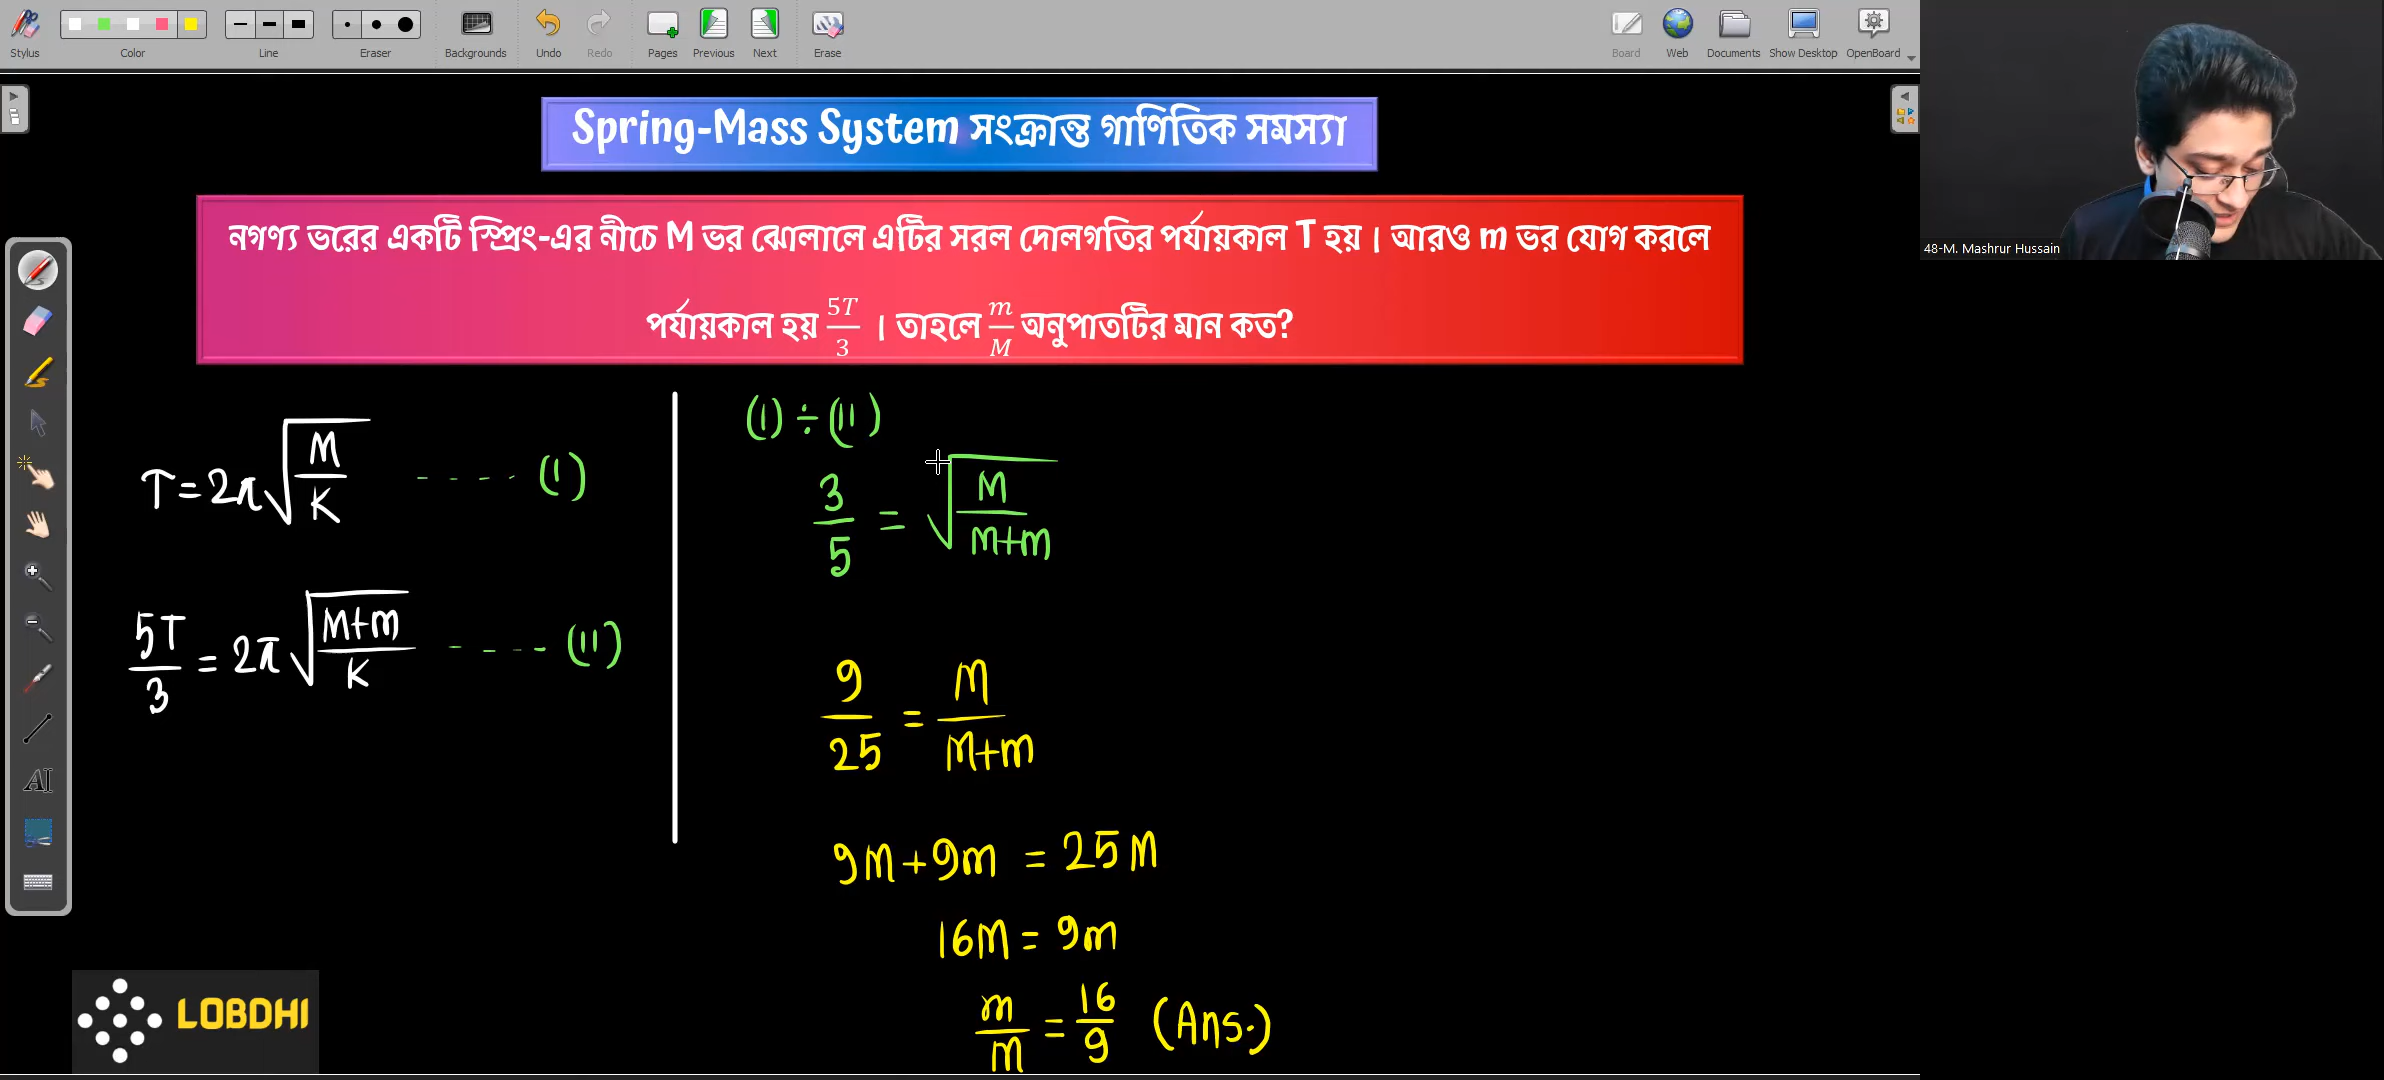 Stylus
Color
Line
Eraser
Backgrounds
Undo
Redo
Pages
Previous
Next
Erase
Board
Web
Documents
Show Desktop
OpenBoard
48-M. Mashrur Hussain
Spring-Mass System সংক্রান্ত গাণিতিক সমস্যা
নগণ্য ভরের একটি স্প্রিং-এর নীচে M ভর ঝোলালে এটির সরল দোলগতির পর্যায়কাল T হয়। আরও m ভর যোগ করলে
পর্যায়কাল হয় 5T/3 । তাহলে m/M অনুপাতটির মান কত?
T = 2π√(M/K) ---- (I)
5T/3 = 2π√((M+m)/K) ---- (II)
(I) ÷ (II)
3/5 = √(M/(M+m))
9/25 = M/(M+m)
9M + 9m = 25M
16M = 9m
m/M = 16/9 (Ans.)
AI
LOBDHI